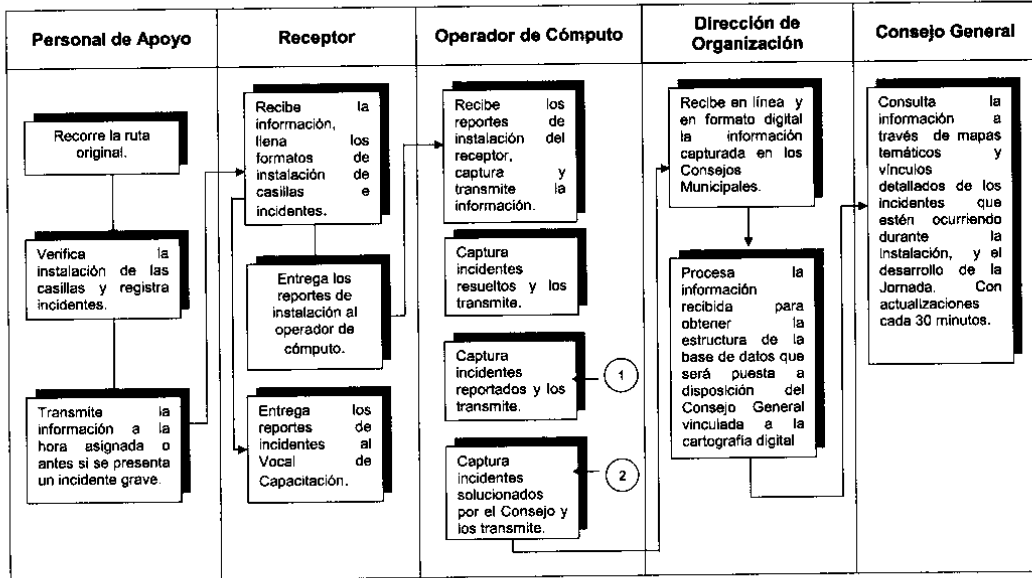 Personal de Apoyo
Receptor
Operador de Cómputo
Dirección de
Organización
Consejo General
Recorre la ruta
original.
Verifica la
instalación de las
casillas y registra
incidentes.
Transmite la
información a la
hora asignada o
antes si se presenta
un incidente grave.
Recibe la
información,
llena los
formatos de
instalación de
casillas e
incidentes.
Entrega los
reportes de
instalación al
operador de
cómputo.
Entrega los
reportes de
incidentes al
Vocal de
Capacitación.
Recibe los
reportes de
instalación del
receptor,
captura y
transmite la
información.
Captura
incidentes
resueltos y los
transmite.
Captura
incidentes
reportados y los
transmite.
1
Captura
incidentes
solucionados
por el Consejo y
los transmite.
2
Recibe en línea y
en formato digital
la información
capturada en los
Consejos
Municipales.
Procesa la
información
recibida para
obtener la
estructura de la
base de datos que
será puesta a
disposición del
Consejo General
vinculada a la
cartografía digital
Consulta la
información a
través de mapas
temáticos y
vínculos
detallados de los
incidentes que
estén ocurriendo
durante la
Instalación, y el
desarrollo de la
Jornada. Con
actualizaciones
cada 30 minutos.